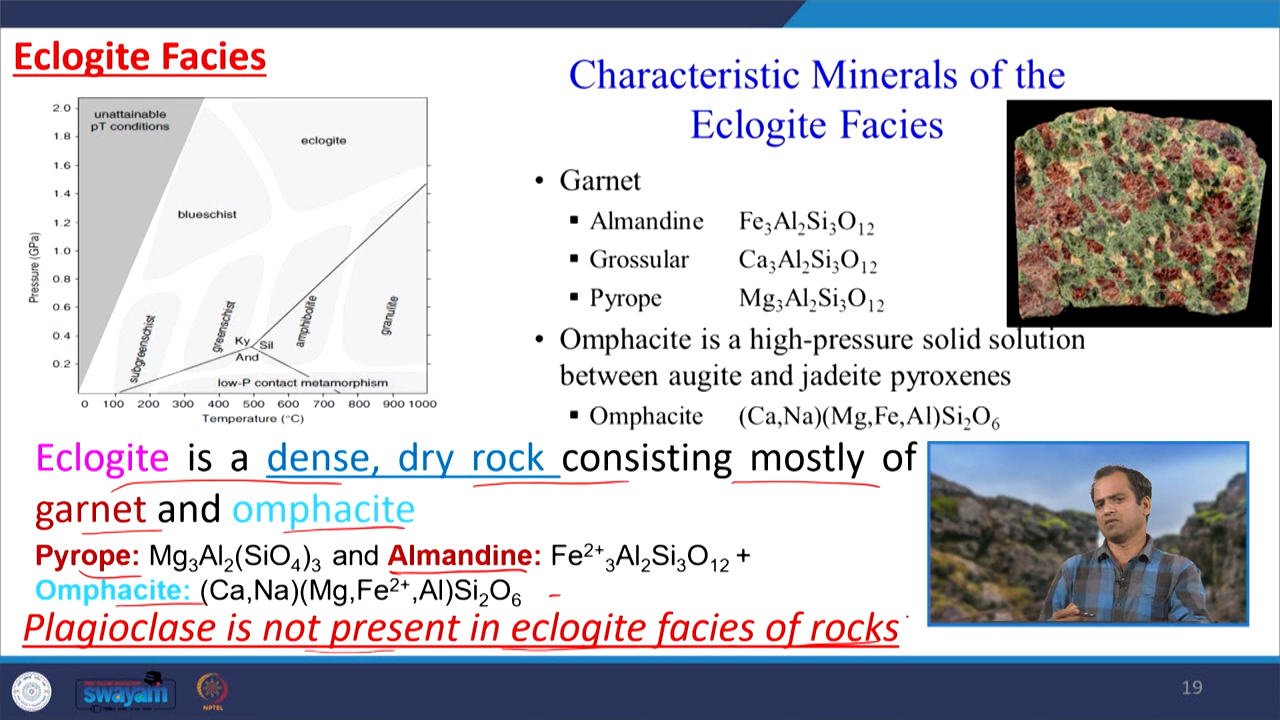 Eclogite Facies
Characteristic Minerals of the
Eclogite Facies
2.0
1.8
1.6
1.4
1.2
1.0
0.8
0.6
0.4
0.2
Pressure (GPa)
unattainable
pT conditions
eclogite
blueschist
subgreenschist
greenschist
amphibolite
granulite
Ky
Sil
And
low-P contact metamorphism
0 100 200 300 400 500 600 700 800 900 1000
Temperature (°C)
• Garnet
▪ Almandine Fe₃Al₂Si₃O₁₂
▪ Grossular Ca₃Al₂Si₃O₁₂
▪ Pyrope Mg₃Al₂Si₃O₁₂
• Omphacite is a high-pressure solid solution
between augite and jadeite pyroxenes
▪ Omphacite (Ca,Na)(Mg,Fe,Al)Si₂O₆
Eclogite is a dense, dry rock consisting mostly of
garnet and omphacite
Pyrope: Mg₃Al₂(SiO₄)₃ and Almandine: Fe²⁺₃Al₂Si₃O₁₂ +
Omphacite: (Ca,Na)(Mg,Fe²⁺,Al)Si₂O₆
Plagioclase is not present in eclogite facies of rocks
swayam
NPTEL
19